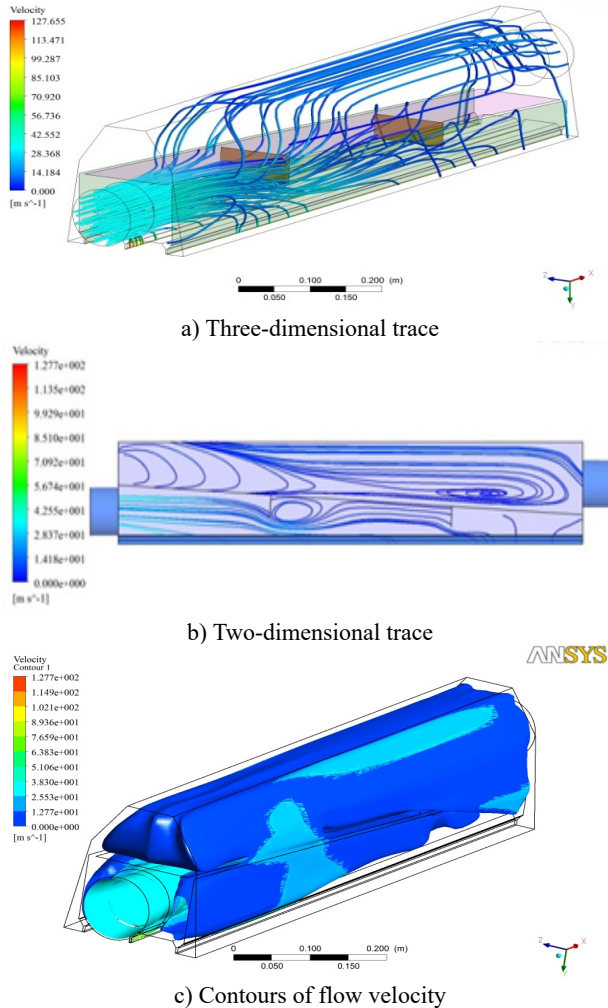 Velocity
127.655
113.471
99.287
85.103
70.920
56.736
42.552
28.368
14.184
0.000
[m s^-1]
0 0.100 0.200 (m)
0.050 0.150
Z X
Y
a) Three-dimensional trace
Velocity
1.277e+002
1.135e+002
9.929e+001
8.510e+001
7.092e+001
5.674e+001
4.255e+001
2.837e+001
1.418e+001
0.000e+000
[m s^-1]
b) Two-dimensional trace
ANSYS
Velocity
Contour 1
1.277e+002
1.149e+002
1.021e+002
8.936e+001
7.659e+001
6.383e+001
5.106e+001
3.830e+001
2.553e+001
1.277e+001
0.000e+000
[m s^-1]
0 0.100 0.200 (m)
0.050 0.150
Z X
Y
c) Contours of flow velocity